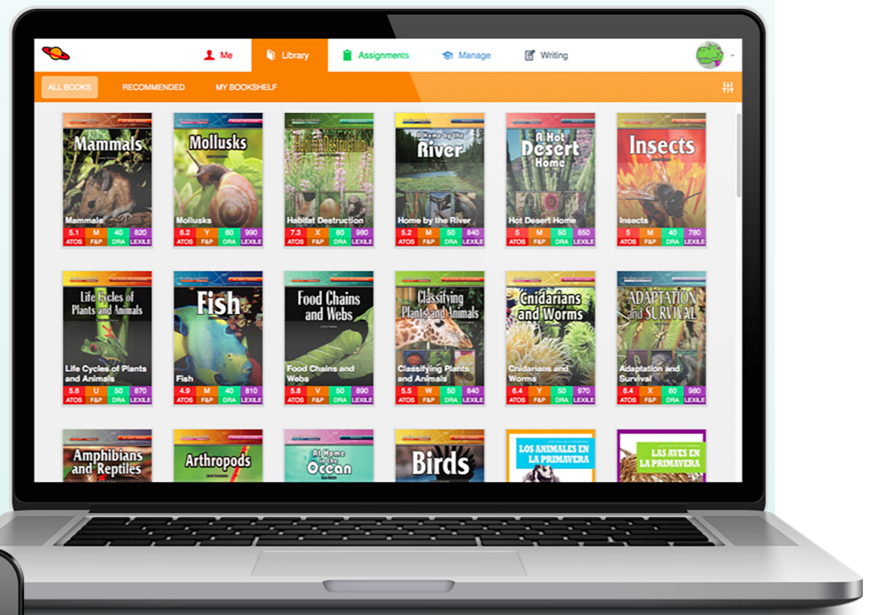 Me
Library
Assignments
Manage
Writing
ALL BOOKS
RECOMMENDED
MY BOOKSHELF
Mammals
Mammals
5.1 M 40 820
ATOS F&P DRA LEXILE
Mollusks
Mollusks
6.2 Y 60 990
ATOS F&P DRA LEXILE
Habitat Destruction
Habitat Destruction
7.3 X 60 980
ATOS F&P DRA LEXILE
A Home by the
River
Home by the River
5.2 M 50 840
ATOS F&P DRA LEXILE
A Hot
Desert
Home
Hot Desert Home
5 M 50 850
ATOS F&P DRA LEXILE
Insects
Insects
5 M 40 780
ATOS F&P DRA LEXILE
Life Cycles of
Plants and Animals
Life Cycles of Plants
and Animals
5.6 U 50 870
ATOS F&P DRA LEXILE
Fish
Fish
4.9 M 40 810
ATOS F&P DRA LEXILE
Food Chains
and Webs
Food Chains and
Webs
5.8 V 50 890
ATOS F&P DRA LEXILE
Classifying
Plants and Animals
Classifying Plants
and Animals
5.5 W 50 840
ATOS F&P DRA LEXILE
Cnidarians
and Worms
Cnidarians and
Worms
6.4 Y 50 970
ATOS F&P DRA LEXILE
ADAPTATION
and SURVIVAL
Adaptation and
Survival
6.4 X 60 980
ATOS F&P DRA LEXILE
Amphibians
and Reptiles
Arthropods
At Home
in the
Ocean
Birds
LOS ANIMALES EN
LA PRIMAVERA
LAS AVES EN
LA PRIMAVERA